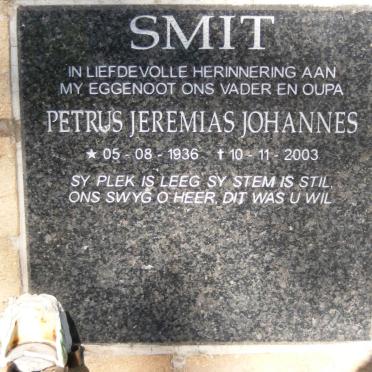 SMIT
IN LIEFDEVOLLE HERINNERING AAN
MY EGGENOOT ONS VADER EN OUPA
PETRUS JEREMIAS JOHANNES
★ 05 - 08 - 1936 ✝ 10 - 11 - 2003
SY PLEK IS LEEG SY STEM IS STIL,
ONS SWYG O HEER, DIT WAS U WIL